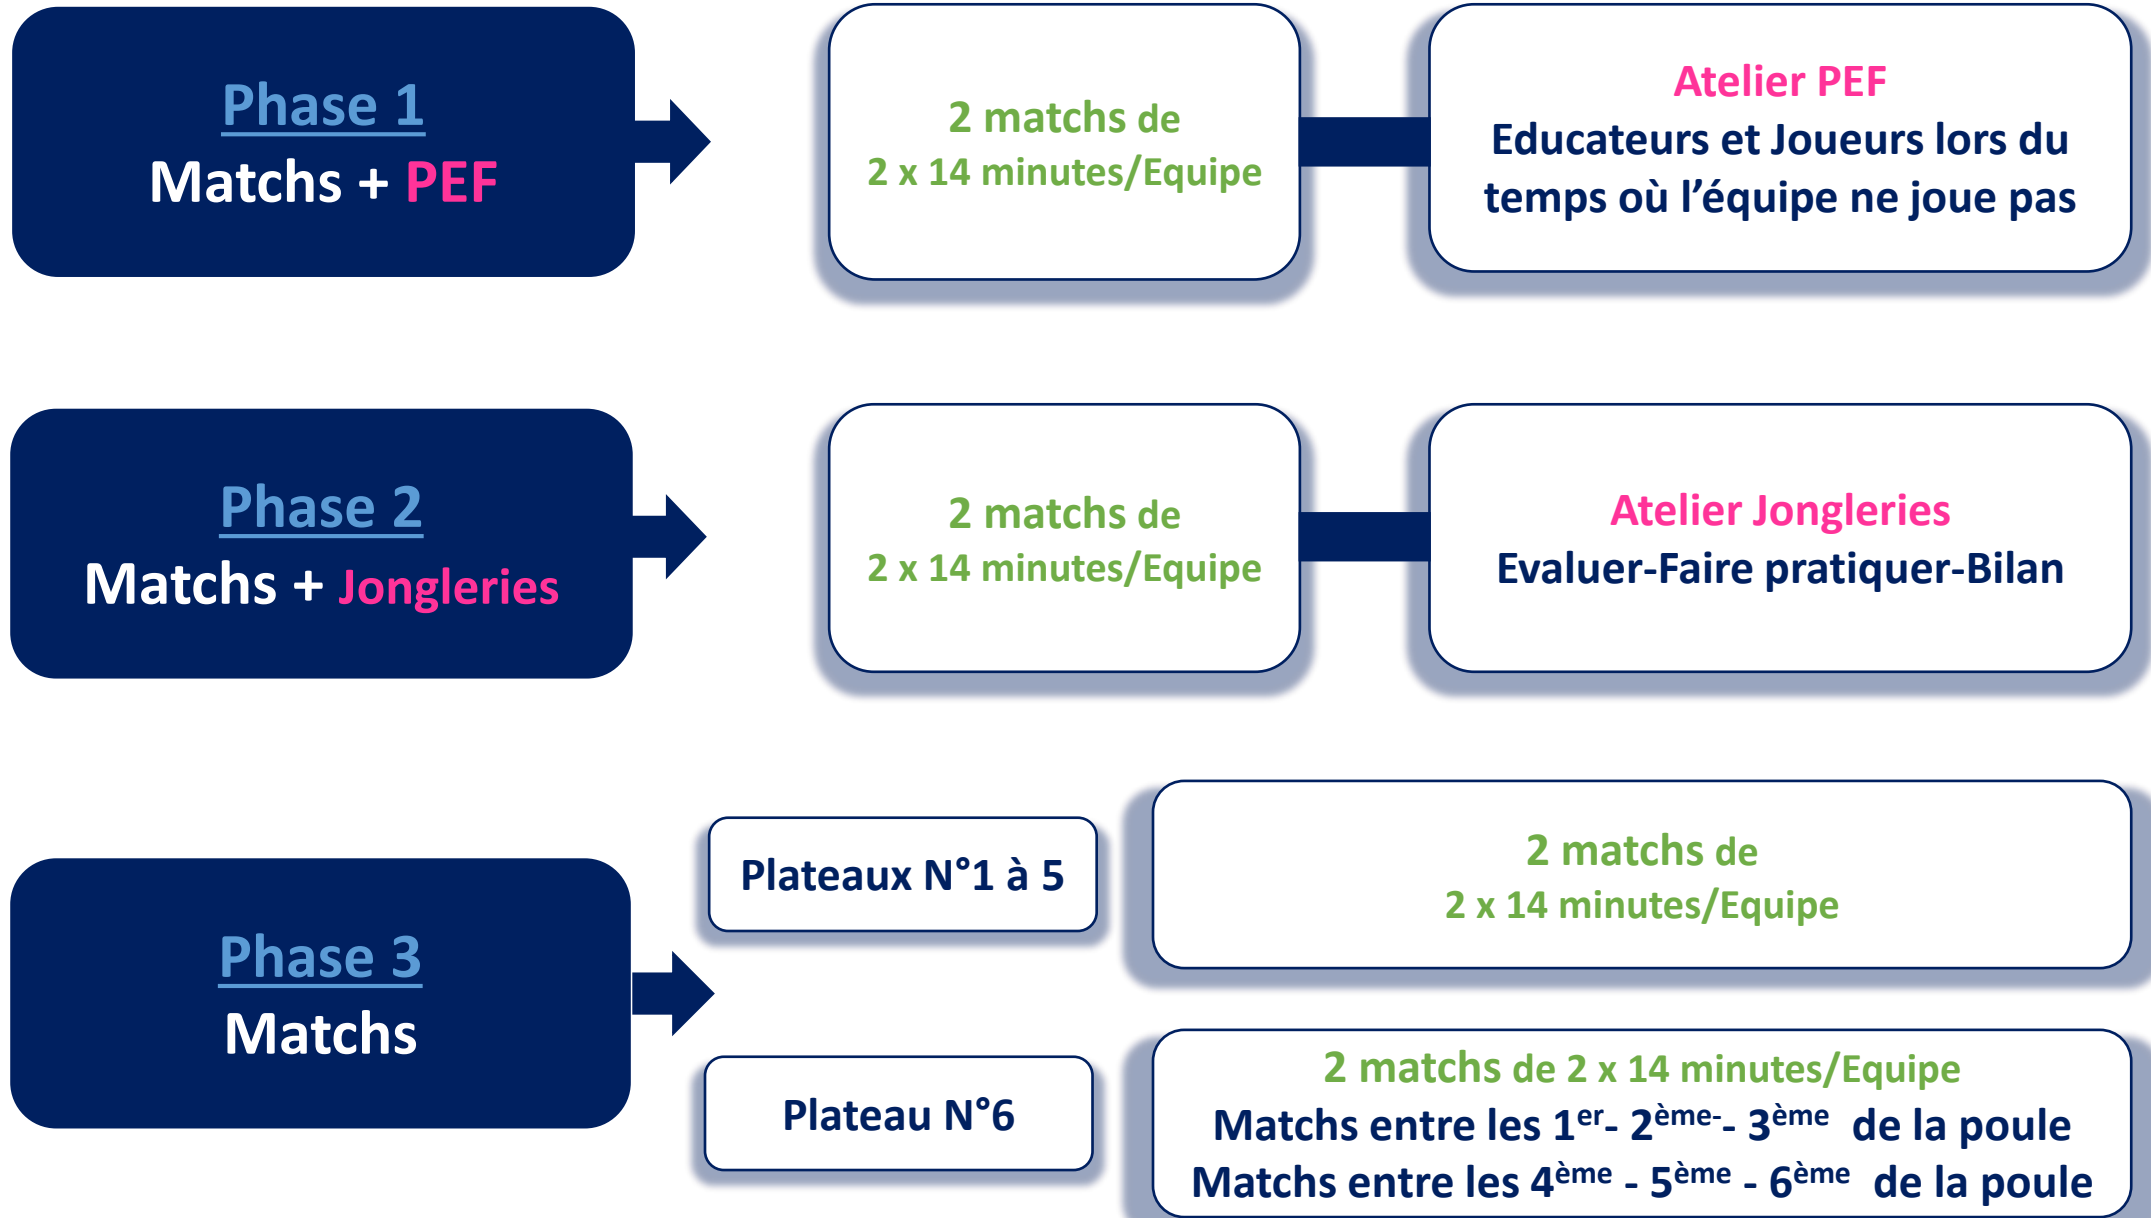 Phase 1
Matchs + PEF
2 matchs de
2 x 14 minutes/Equipe
Atelier PEF
Educateurs et Joueurs lors du
temps où l’équipe ne joue pas
Phase 2
Matchs + Jongleries
2 matchs de
2 x 14 minutes/Equipe
Atelier Jongleries
Evaluer-Faire pratiquer-Bilan
Phase 3
Matchs
Plateaux N°1 à 5
2 matchs de
2 x 14 minutes/Equipe
Plateau N°6
2 matchs de 2 x 14 minutes/Equipe
Matchs entre les 1er- 2ème-- 3ème de la poule
Matchs entre les 4ème - 5ème - 6ème de la poule